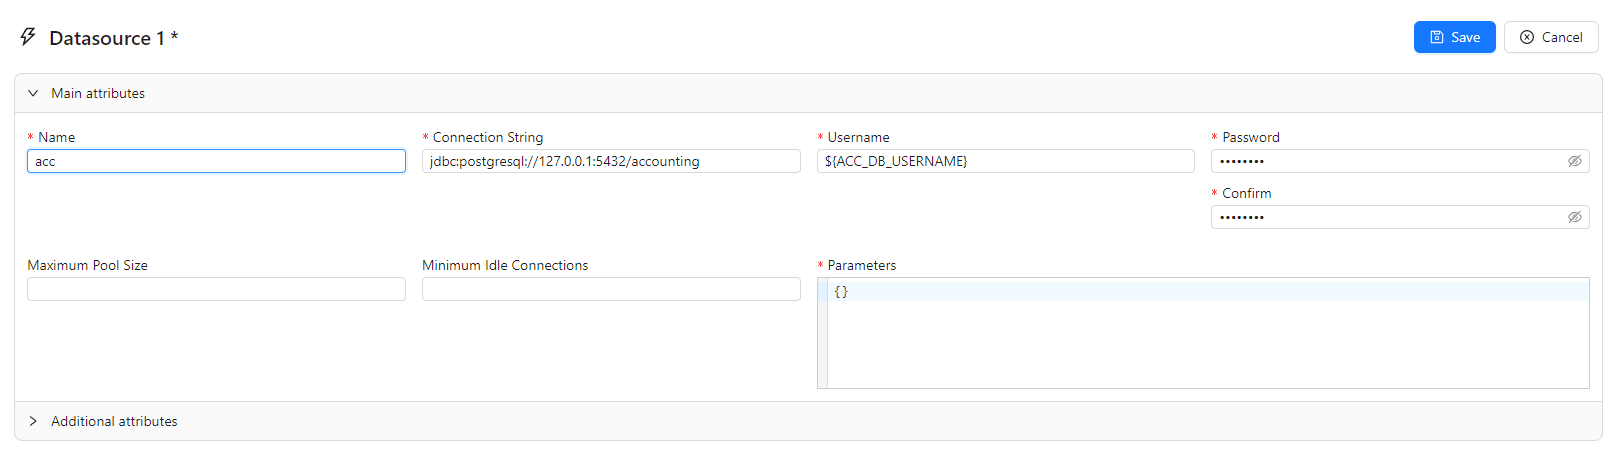 Datasource 1 *
Save
Cancel
Main attributes
* Name
* Connection String
* Username
* Password
acc
jdbc:postgresql://127.0.0.1:5432/accounting
${ACC_DB_USERNAME}
••••••••
* Confirm
••••••••
Maximum Pool Size
Minimum Idle Connections
* Parameters
{}
Additional attributes